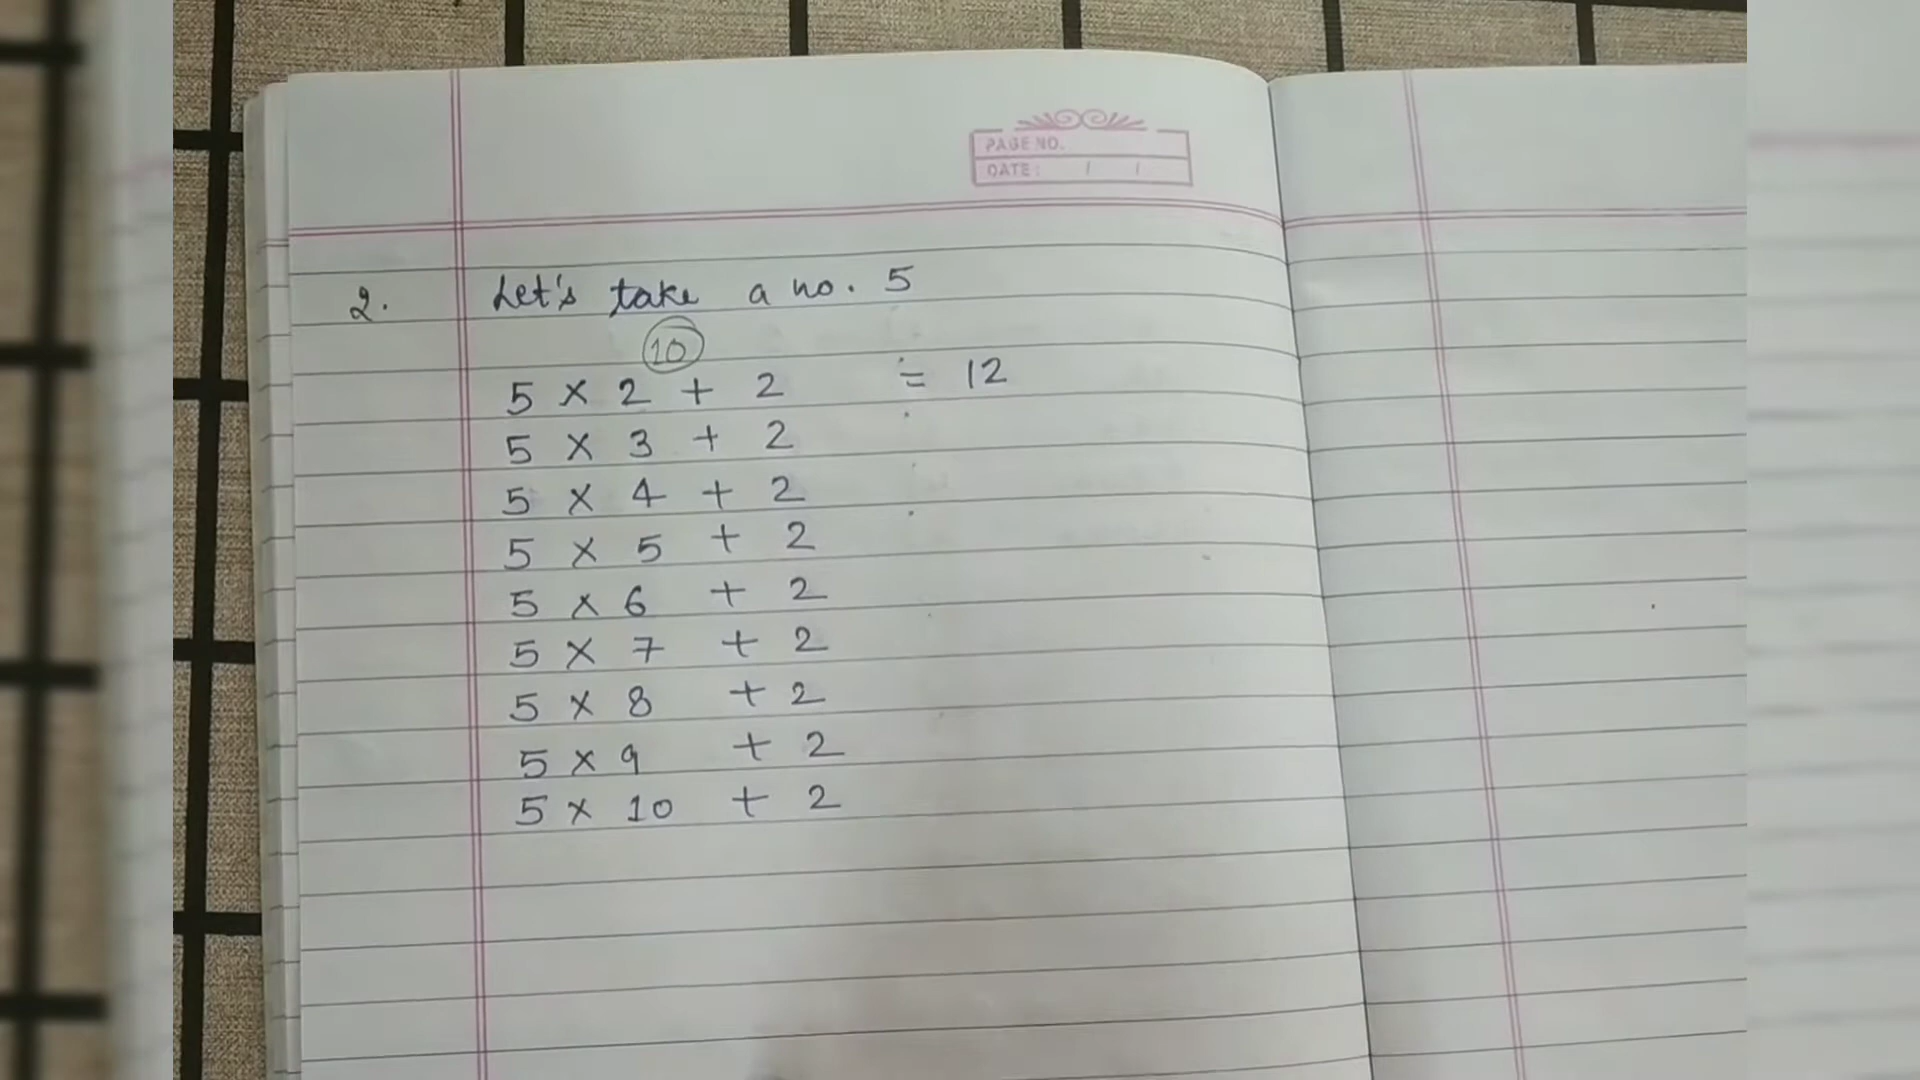 PAGE NO.
DATE: / /
2. Let's take a no. 5
10
5 × 2 + 2 = 12
5 × 3 + 2
5 × 4 + 2
5 × 5 + 2
5 × 6 + 2
5 × 7 + 2
5 × 8 + 2
5 × 9 + 2
5 × 10 + 2